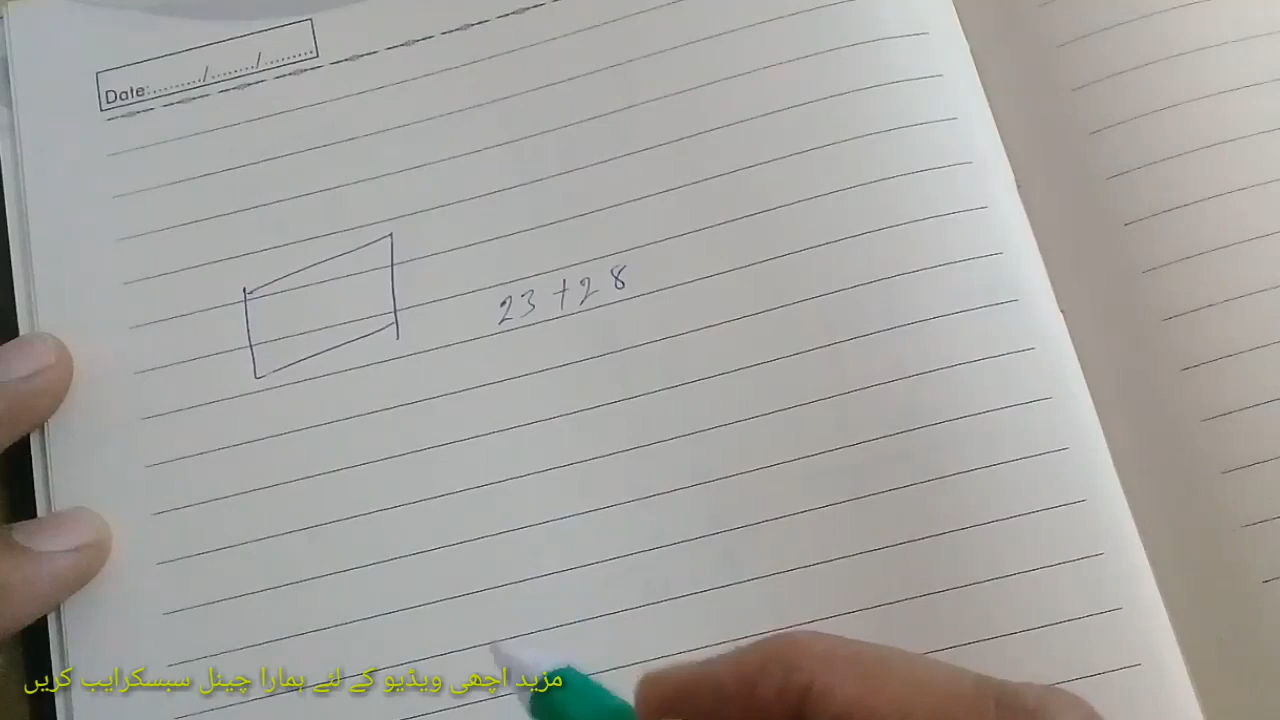 Date:........../........../..........
23+28
مزید اچھی ویڈیو کے لئے ہمارا چینل سبسکرایب کریں